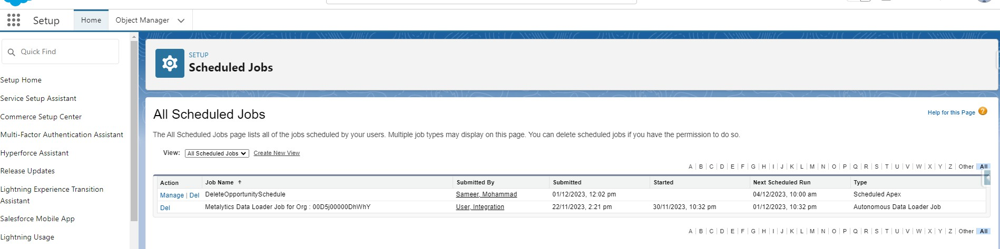 Setup Home Object Manager
Quick Find
SETUP
Scheduled Jobs
Setup Home
Service Setup Assistant
Commerce Setup Center
Multi-Factor Authentication Assistant
Hyperforce Assistant
Release Updates
Lightning Experience Transition
Assistant
Salesforce Mobile App
Lightning Usage
All Scheduled Jobs
Help for this Page ?
The All Scheduled Jobs page lists all of the jobs scheduled by your users. Multiple job types may display on this page. You can delete scheduled jobs if you have the permission to do so.
View: All Scheduled Jobs Create New View
A | B | C | D | E | F | G | H | I | J | K | L | M | N | O | P | Q | R | S | T | U | V | W | X | Y | Z | Other | All
Action Job Name ↑ Submitted By Submitted Started Next Scheduled Run Type
Manage | Del DeleteOpportunitySchedule Sameer, Mohammad 01/12/2023, 12:02 pm 04/12/2023, 10:00 am Scheduled Apex
Del Metalytics Data Loader Job for Org : 00D5j00000DhWhY User, Integration 22/11/2023, 2:21 pm 30/11/2023, 10:32 pm 01/12/2023, 10:32 pm Autonomous Data Loader Job
A | B | C | D | E | F | G | H | I | J | K | L | M | N | O | P | Q | R | S | T | U | V | W | X | Y | Z | Other | All